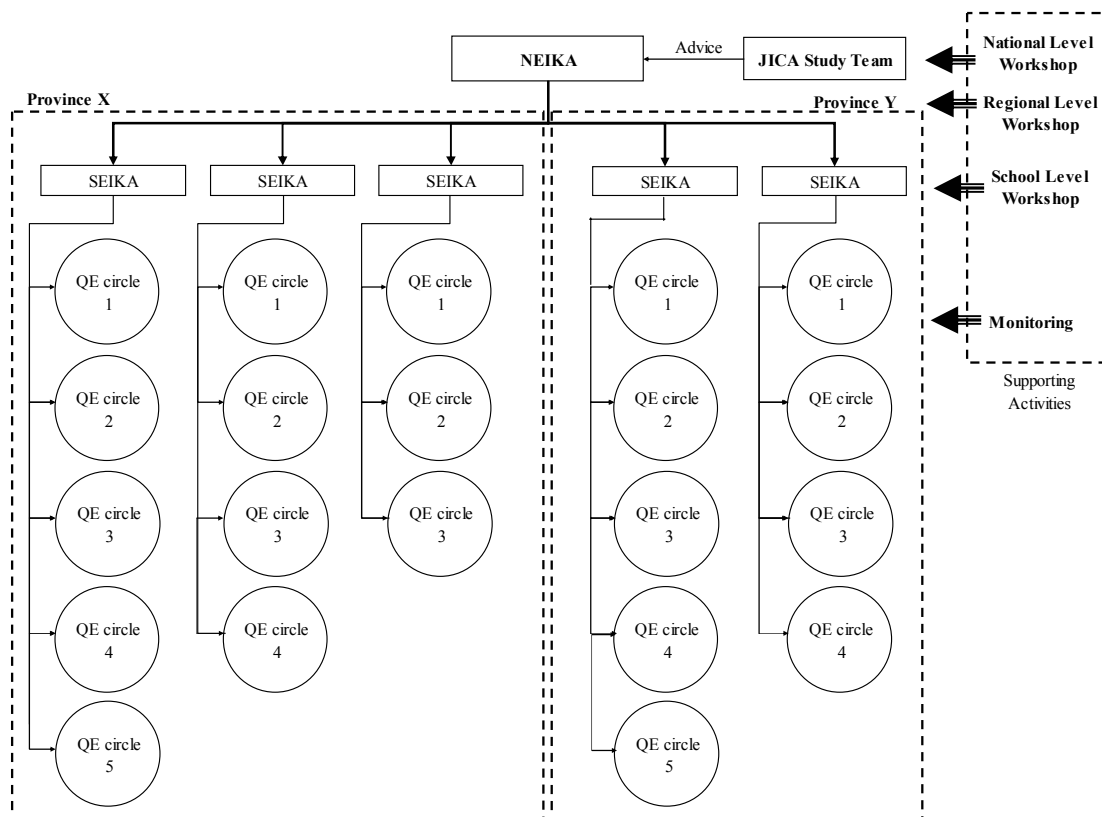 National Level
Workshop
Advice
NEIKA
JICA Study Team
Province X
Province Y
Regional Level
Workshop
SEIKA
SEIKA
SEIKA
SEIKA
SEIKA
School Level
Workshop
QE circle
1
QE circle
1
QE circle
1
QE circle
1
QE circle
1
Monitoring
QE circle
2
QE circle
2
QE circle
2
QE circle
2
QE circle
2
Supporting
Activities
QE circle
3
QE circle
3
QE circle
3
QE circle
3
QE circle
3
QE circle
4
QE circle
4
QE circle
4
QE circle
4
QE circle
5
QE circle
5